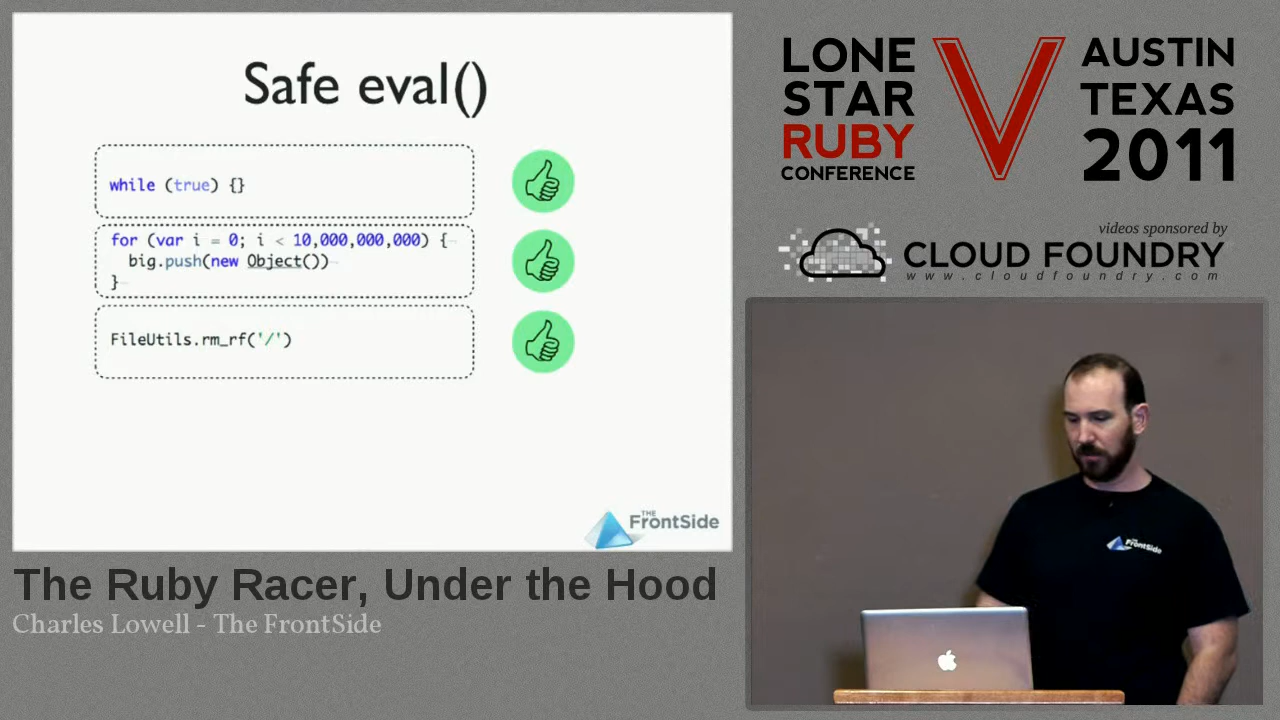 Safe eval()
while (true) {}
for (var i = 0; i < 10,000,000,000) {
big.push(new Object())
}
FileUtils.rm_rf('/')
THE
FrontSide
The Ruby Racer, Under the Hood
Charles Lowell - The FrontSide
LONE
STAR
RUBY
CONFERENCE
V
AUSTIN
TEXAS
2011
videos sponsored by
CLOUD FOUNDRY
www.cloudfoundry.com
THE
FrontSide